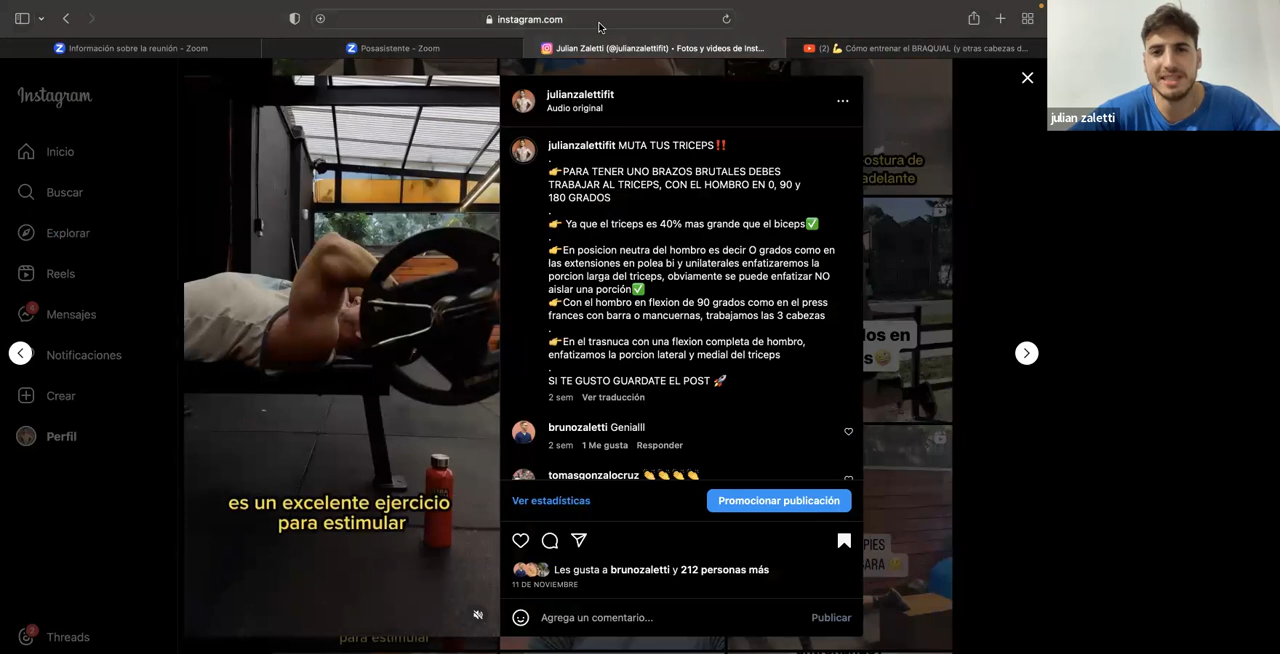 instagram.com
Información sobre la reunión - Zoom
Posasistente - Zoom
Julian Zaletti (@julianzalettifit) • Fotos y videos de Inst...
(2) 💪 Cómo entrenar el BRAQUIAL (y otras cabezas d...
julian zaletti
Instagram
Inicio
Buscar
Explorar
Reels
6
Mensajes
Notificaciones
Crear
Perfil
2
Threads
es un excelente ejercicio
para estimular
para estimular
julianzalettifit
Audio original
julianzalettifit MUTA TUS TRICEPS‼️
.
👉PARA TENER UNO BRAZOS BRUTALES DEBES
TRABAJAR AL TRICEPS, CON EL HOMBRO EN 0, 90 y
180 GRADOS
.
👉 Ya que el triceps es 40% mas grande que el biceps✅
.
👉En posicion neutra del hombro es decir O grados como en
las extensiones en polea bi y unilaterales enfatizaremos la
porcion larga del triceps, obviamente se puede enfatizar NO
aislar una porción✅
👉Con el hombro en flexion de 90 grados como en el press
frances con barra o mancuernas, trabajamos las 3 cabezas
.
👉En el trasnuca con una flexion completa de hombro,
enfatizamos la porcion lateral y medial del triceps
.
SI TE GUSTO GUARDATE EL POST 🚀
2 sem Ver traducción
brunozaletti Genialll
2 sem 1 Me gusta Responder
tomasgonzalocruz 👏👏👏👏
Ver estadísticas
Promocionar publicación
Les gusta a brunozaletti y 212 personas más
11 DE NOVIEMBRE
Agrega un comentario...
Publicar
ostura de
adelante
los en
s
PIES
ARA